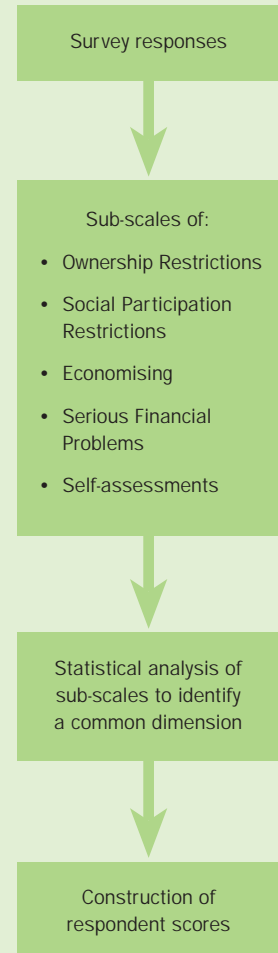 Survey responses
Sub-scales of:
• Ownership Restrictions
• Social Participation
Restrictions
• Economising
• Serious Financial
Problems
• Self-assessments
Statistical analysis of
sub-scales to identify
a common dimension
Construction of
respondent scores